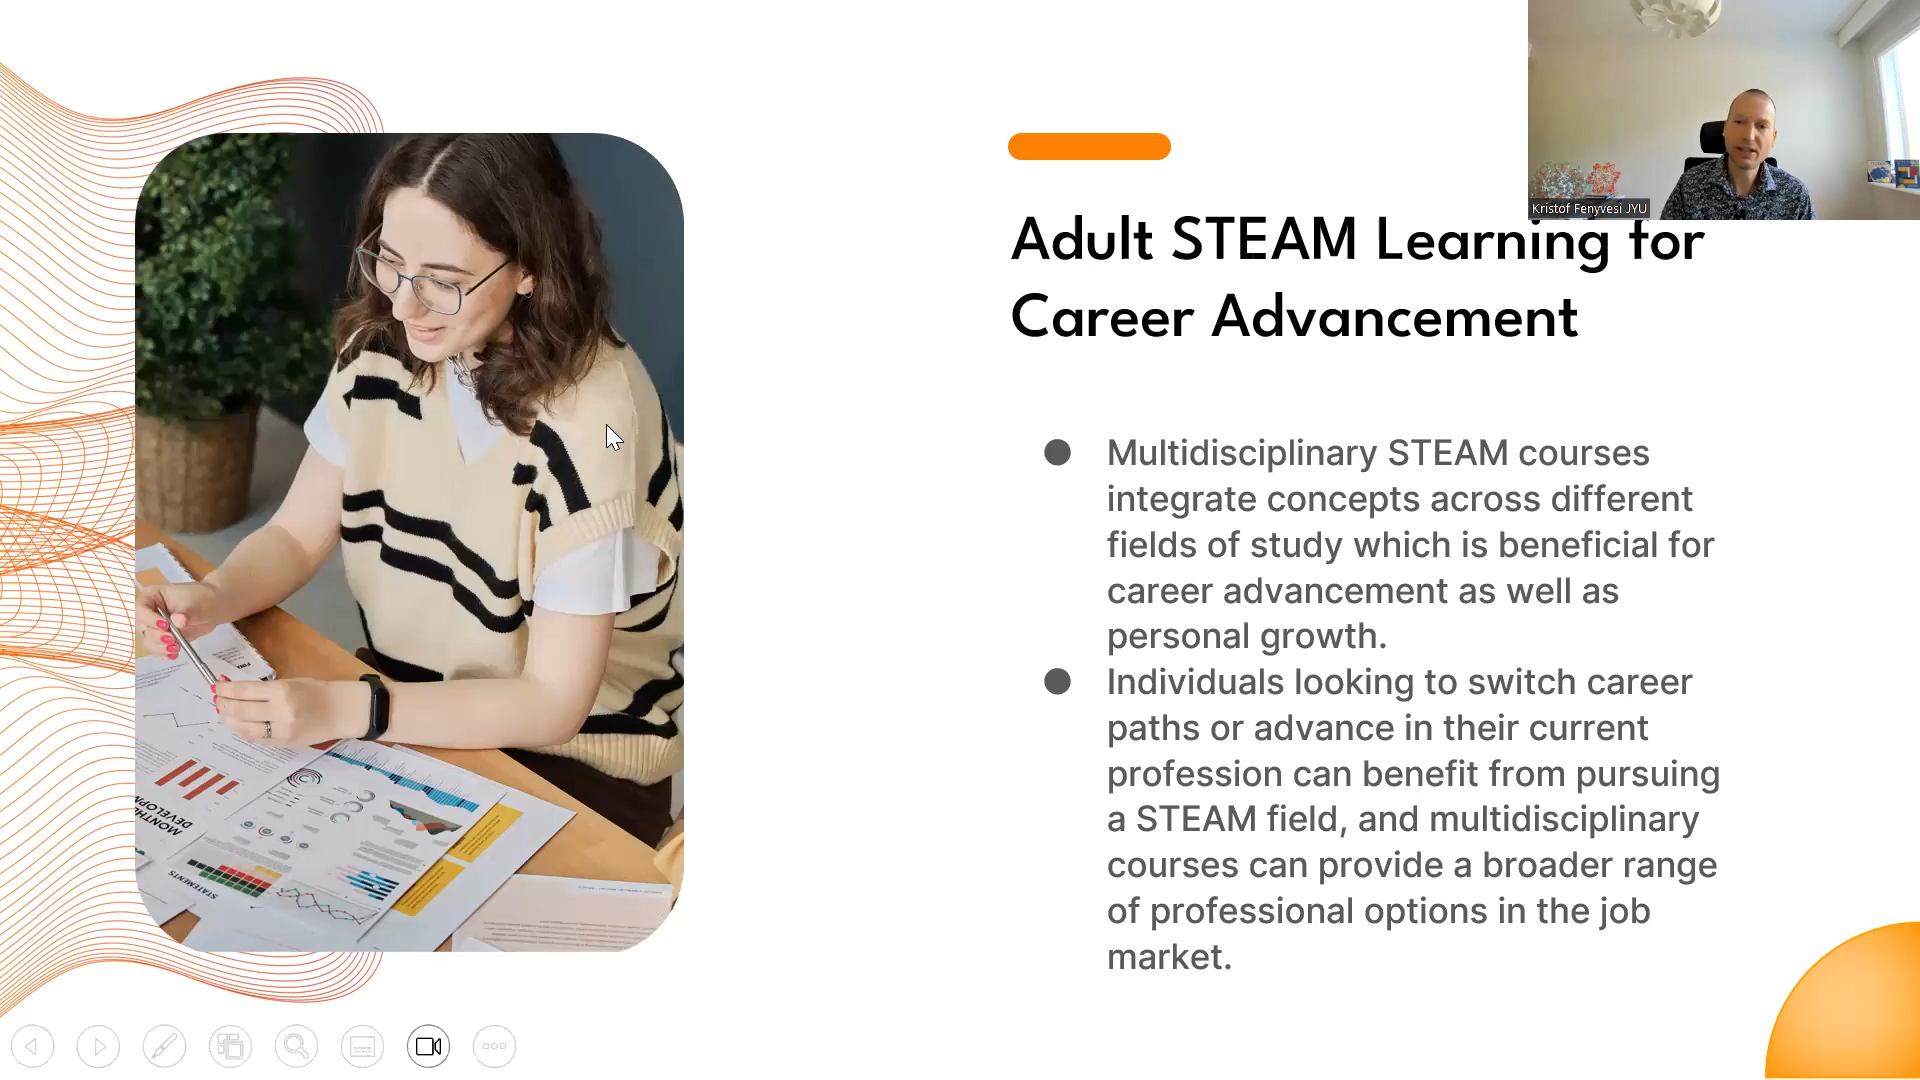 Kristof Fenyvesi JYU
Adult STEAM Learning for
Career Advancement
● Multidisciplinary STEAM courses
integrate concepts across different
fields of study which is beneficial for
career advancement as well as
personal growth.
● Individuals looking to switch career
paths or advance in their current
profession can benefit from pursuing
a STEAM field, and multidisciplinary
courses can provide a broader range
of professional options in the job
market.
STATEMENTS